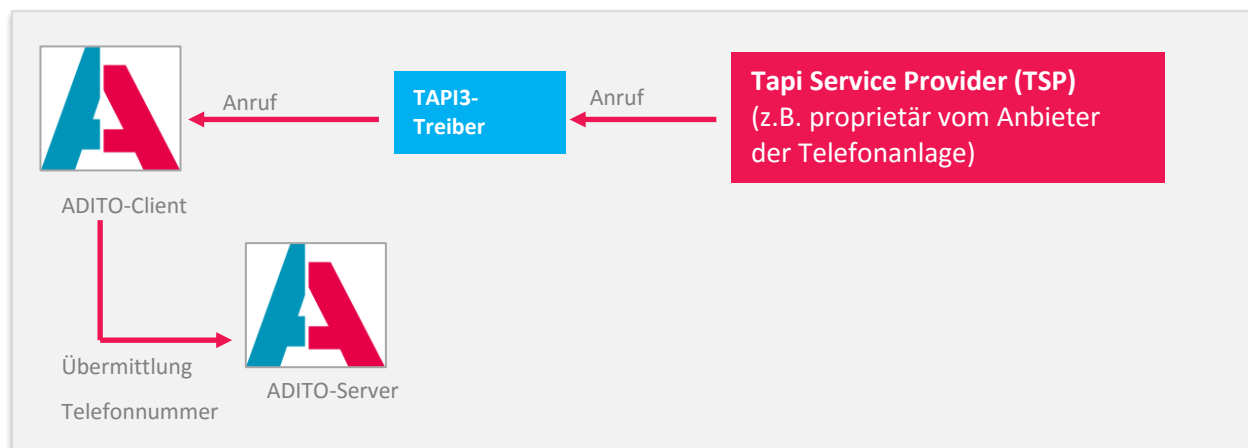 Anruf
TAPI3-
Treiber
Anruf
Tapi Service Provider (TSP)
(z.B. proprietär vom Anbieter
der Telefonanlage)
ADITO-Client
Übermittlung
Telefonnummer
ADITO-Server